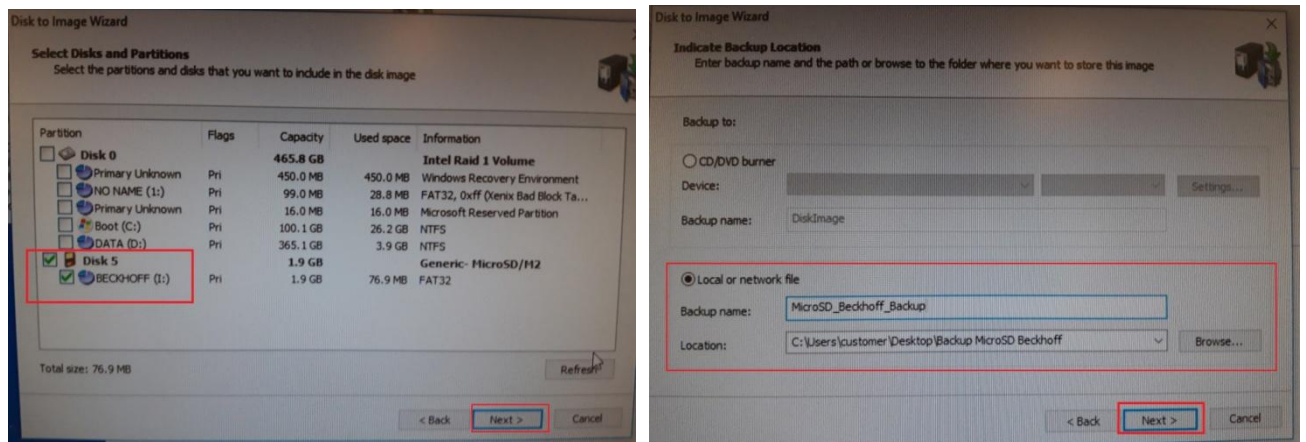 Disk to Image Wizard
Select Disks and Partitions
Select the partitions and disks that you want to include in the disk image
Partition Flags Capacity Used space Information
Disk 0 465.8 GB Intel Raid 1 Volume
Primary Unknown Pri 450.0 MB 450.0 MB Windows Recovery Environment
NO NAME (1:) Pri 99.0 MB 28.8 MB FAT32, 0xff (Xenix Bad Block Ta...
Primary Unknown Pri 16.0 MB 16.0 MB Microsoft Reserved Partition
Boot (C:) Pri 100.1 GB 26.2 GB NTFS
DATA (D:) Pri 365.1 GB 3.9 GB NTFS
Disk 5 1.9 GB Generic- MicroSD/M2
BECKHOFF (I:) Pri 1.9 GB 76.9 MB FAT32
Total size: 76.9 MB
Refresh
< Back Next > Cancel
Disk to Image Wizard
Indicate Backup Location
Enter backup name and the path or browse to the folder where you want to store this image
Backup to:
CD/DVD burner
Device: Settings...
Backup name: DiskImage
Local or network file
Backup name: MicroSD_Beckhoff_Backup
Location: C:\Users\customer\Desktop\Backup MicroSD Beckhoff Browse...
< Back Next > Cancel